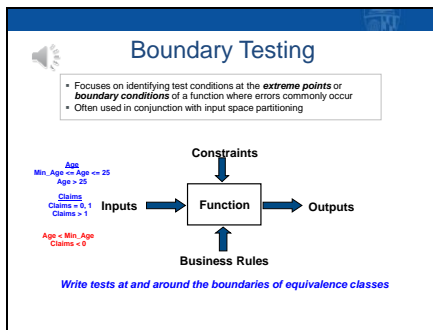 Boundary Testing
▪ Focuses on identifying test conditions at the extreme points or
boundary conditions of a function where errors commonly occur
▪ Often used in conjunction with input space partitioning
Constraints
Age
Min_Age <= Age <= 25
Age > 25
Claims
Claims = 0, 1
Claims > 1
Age < Min_Age
Claims < 0
Inputs
Function
Outputs
Business Rules
Write tests at and around the boundaries of equivalence classes